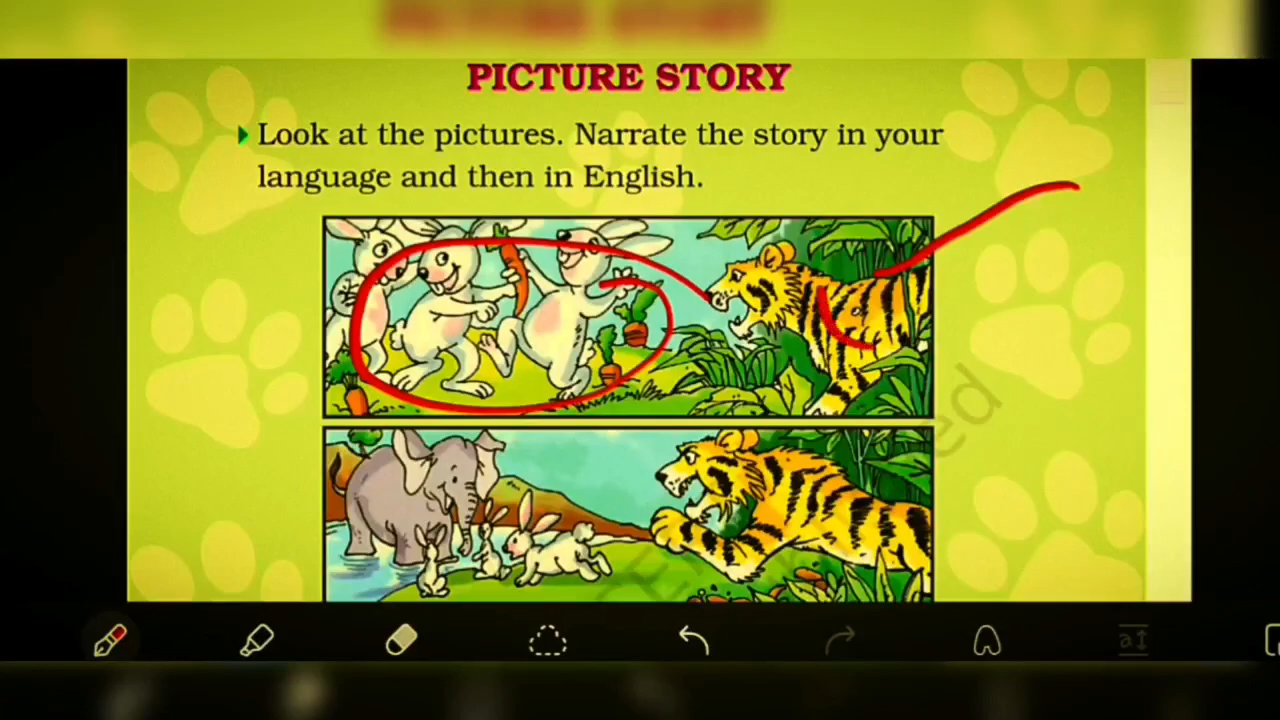 PICTURE STORY
Look at the pictures. Narrate the story in your
language and then in English.